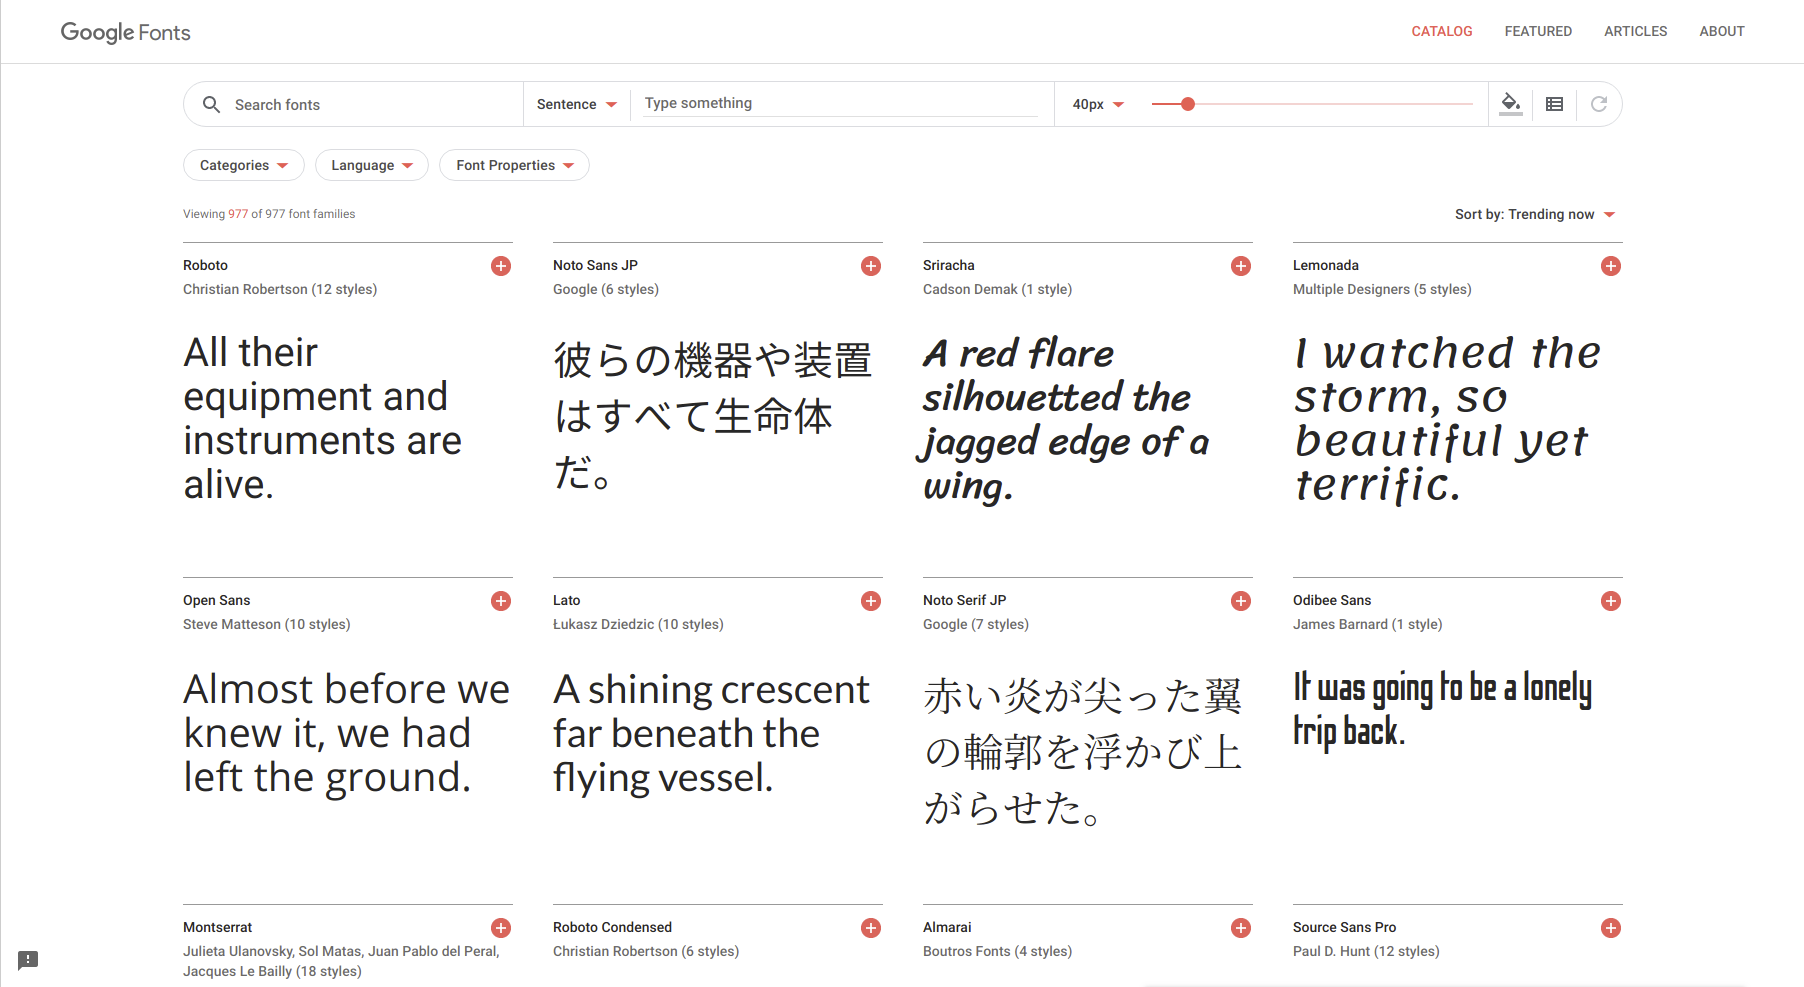 Google Fonts
CATALOG
FEATURED
ARTICLES
ABOUT
Search fonts
Sentence
Type something
40px
Categories
Language
Font Properties
Viewing 977 of 977 font families
Sort by: Trending now
Roboto
Christian Robertson (12 styles)
All their
equipment and
instruments are
alive.
Noto Sans JP
Google (6 styles)
彼らの機器や装置
はすべて生命体
だ。
Sriracha
Cadson Demak (1 style)
A red flare
silhouetted the
jagged edge of a
wing.
Lemonada
Multiple Designers (5 styles)
I watched the
storm, so
beautiful yet
terrific.
Open Sans
Steve Matteson (10 styles)
Almost before we
knew it, we had
left the ground.
Lato
Łukasz Dziedzic (10 styles)
A shining crescent
far beneath the
flying vessel.
Noto Serif JP
Google (7 styles)
赤い炎が尖った翼
の輪郭を浮かび上
がらせた。
Odibee Sans
James Barnard (1 style)
It was going to be a lonely
trip back.
Montserrat
Julieta Ulanovsky, Sol Matas, Juan Pablo del Peral,
Jacques Le Bailly (18 styles)
Roboto Condensed
Christian Robertson (6 styles)
Almarai
Boutros Fonts (4 styles)
Source Sans Pro
Paul D. Hunt (12 styles)